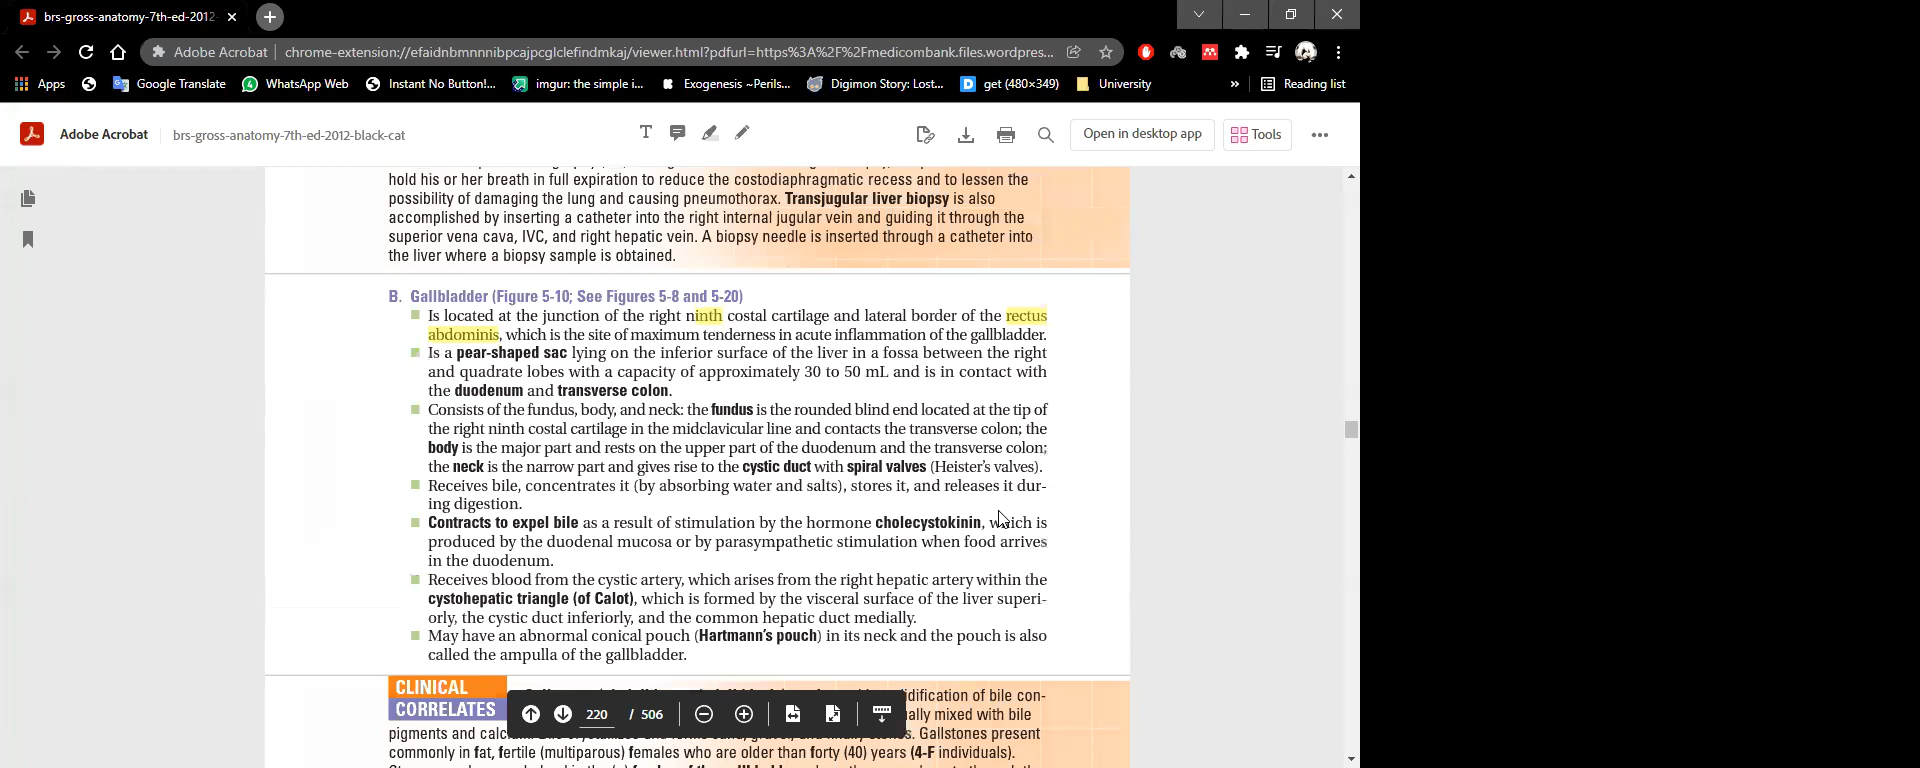 brs-gross-anatomy-7th-ed-2012-
Adobe Acrobat | chrome-extension://efaidnbmnnnibpcajpcglclefindmkaj/viewer.html?pdfurl=https%3A%2F%2Fmedicombank.files.wordpres...
Apps Google Translate WhatsApp Web Instant No Button!... imgur: the simple i... Exogenesis ~Perils... Digimon Story: Lost... get (480×349) University » Reading list
Adobe Acrobat brs-gross-anatomy-7th-ed-2012-black-cat Open in desktop app Tools
hold his or her breath in full expiration to reduce the costodiaphragmatic recess and to lessen the
possibility of damaging the lung and causing pneumothorax. Transjugular liver biopsy is also
accomplished by inserting a catheter into the right internal jugular vein and guiding it through the
superior vena cava, IVC, and right hepatic vein. A biopsy needle is inserted through a catheter into
the liver where a biopsy sample is obtained.
B. Gallbladder (Figure 5-10; See Figures 5-8 and 5-20)
Is located at the junction of the right ninth costal cartilage and lateral border of the rectus
abdominis, which is the site of maximum tenderness in acute inflammation of the gallbladder.
Is a pear-shaped sac lying on the inferior surface of the liver in a fossa between the right
and quadrate lobes with a capacity of approximately 30 to 50 mL and is in contact with
the duodenum and transverse colon.
Consists of the fundus, body, and neck: the fundus is the rounded blind end located at the tip of
the right ninth costal cartilage in the midclavicular line and contacts the transverse colon; the
body is the major part and rests on the upper part of the duodenum and the transverse colon;
the neck is the narrow part and gives rise to the cystic duct with spiral valves (Heister's valves).
Receives bile, concentrates it (by absorbing water and salts), stores it, and releases it dur-
ing digestion.
Contracts to expel bile as a result of stimulation by the hormone cholecystokinin, which is
produced by the duodenal mucosa or by parasympathetic stimulation when food arrives
in the duodenum.
Receives blood from the cystic artery, which arises from the right hepatic artery within the
cystohepatic triangle (of Calot), which is formed by the visceral surface of the liver superi-
orly, the cystic duct inferiorly, and the common hepatic duct medially.
May have an abnormal conical pouch (Hartmann's pouch) in its neck and the pouch is also
called the ampulla of the gallbladder.
CLINICAL
CORRELATES
dification of bile con-
ally mixed with bile
220 / 506
pigments and calc
s. Gallstones present
commonly in fat, fertile (multiparous) females who are older than forty (40) years (4-F individuals).